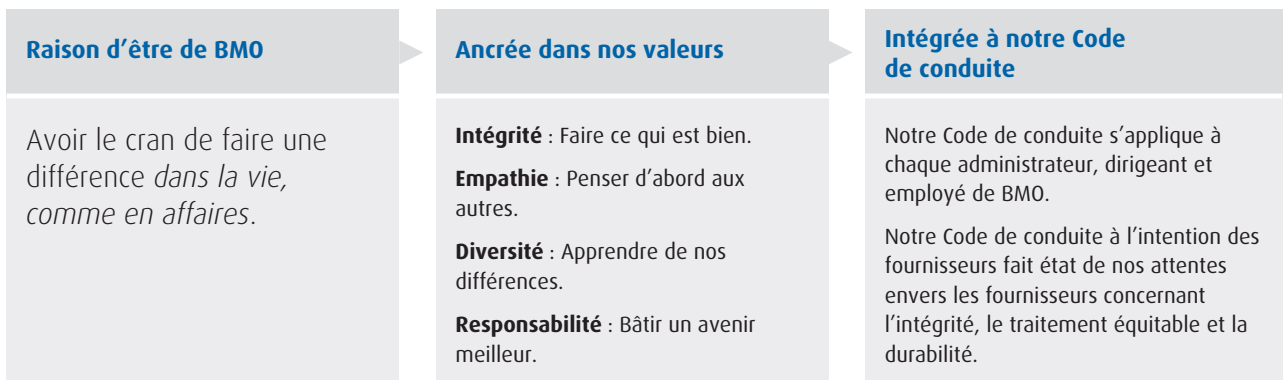 Raison d’être de BMO
Avoir le cran de faire une
différence dans la vie,
comme en affaires.
Ancrée dans nos valeurs
Intégrité : Faire ce qui est bien.
Empathie : Penser d’abord aux
autres.
Diversité : Apprendre de nos
différences.
Responsabilité : Bâtir un avenir
meilleur.
Intégrée à notre Code
de conduite
Notre Code de conduite s’applique à
chaque administrateur, dirigeant et
employé de BMO.
Notre Code de conduite à l’intention des
fournisseurs fait état de nos attentes
envers les fournisseurs concernant
l’intégrité, le traitement équitable et la
durabilité.